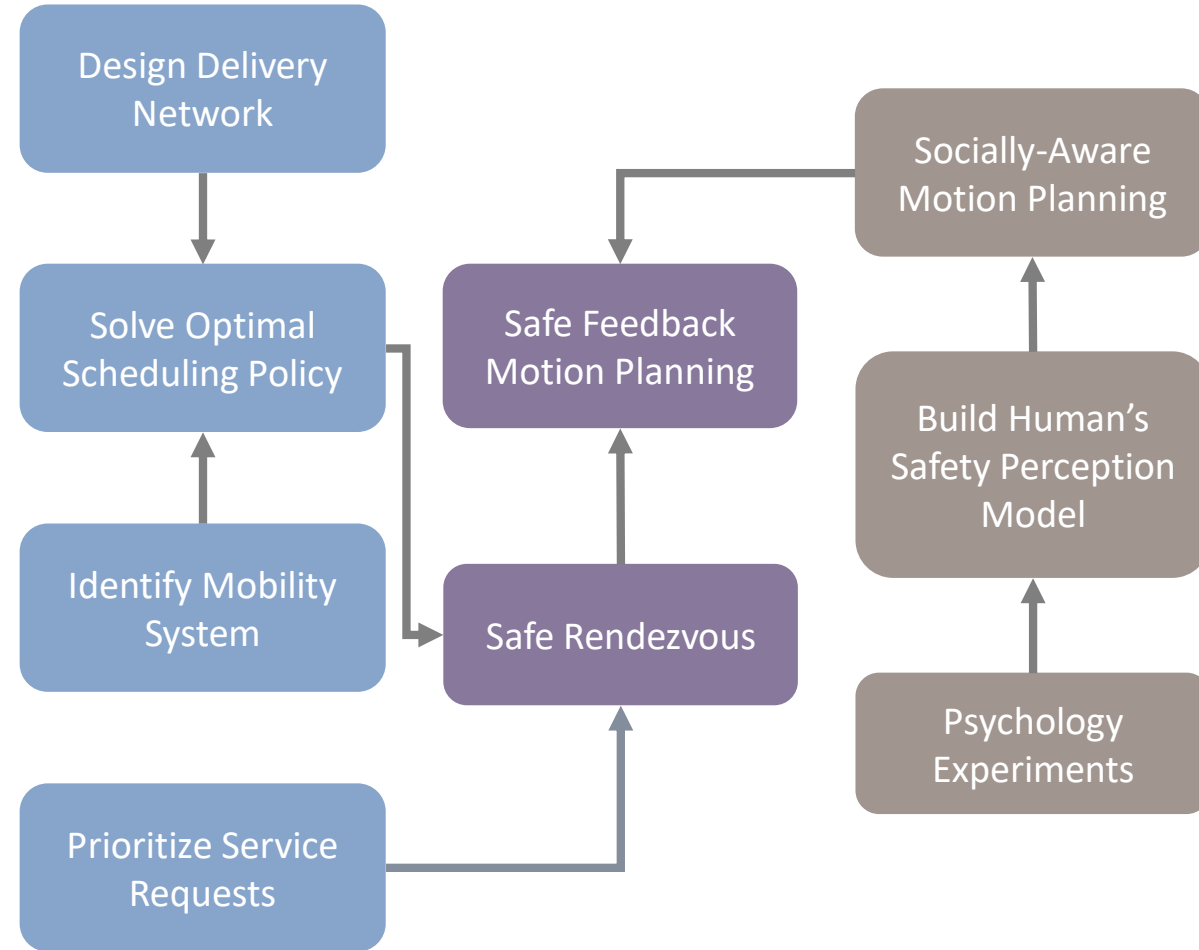 Design Delivery
Network
Solve Optimal
Scheduling Policy
Identify Mobility
System
Prioritize Service
Requests
Safe Feedback
Motion Planning
Safe Rendezvous
Socially-Aware
Motion Planning
Build Human’s
Safety Perception
Model
Psychology
Experiments